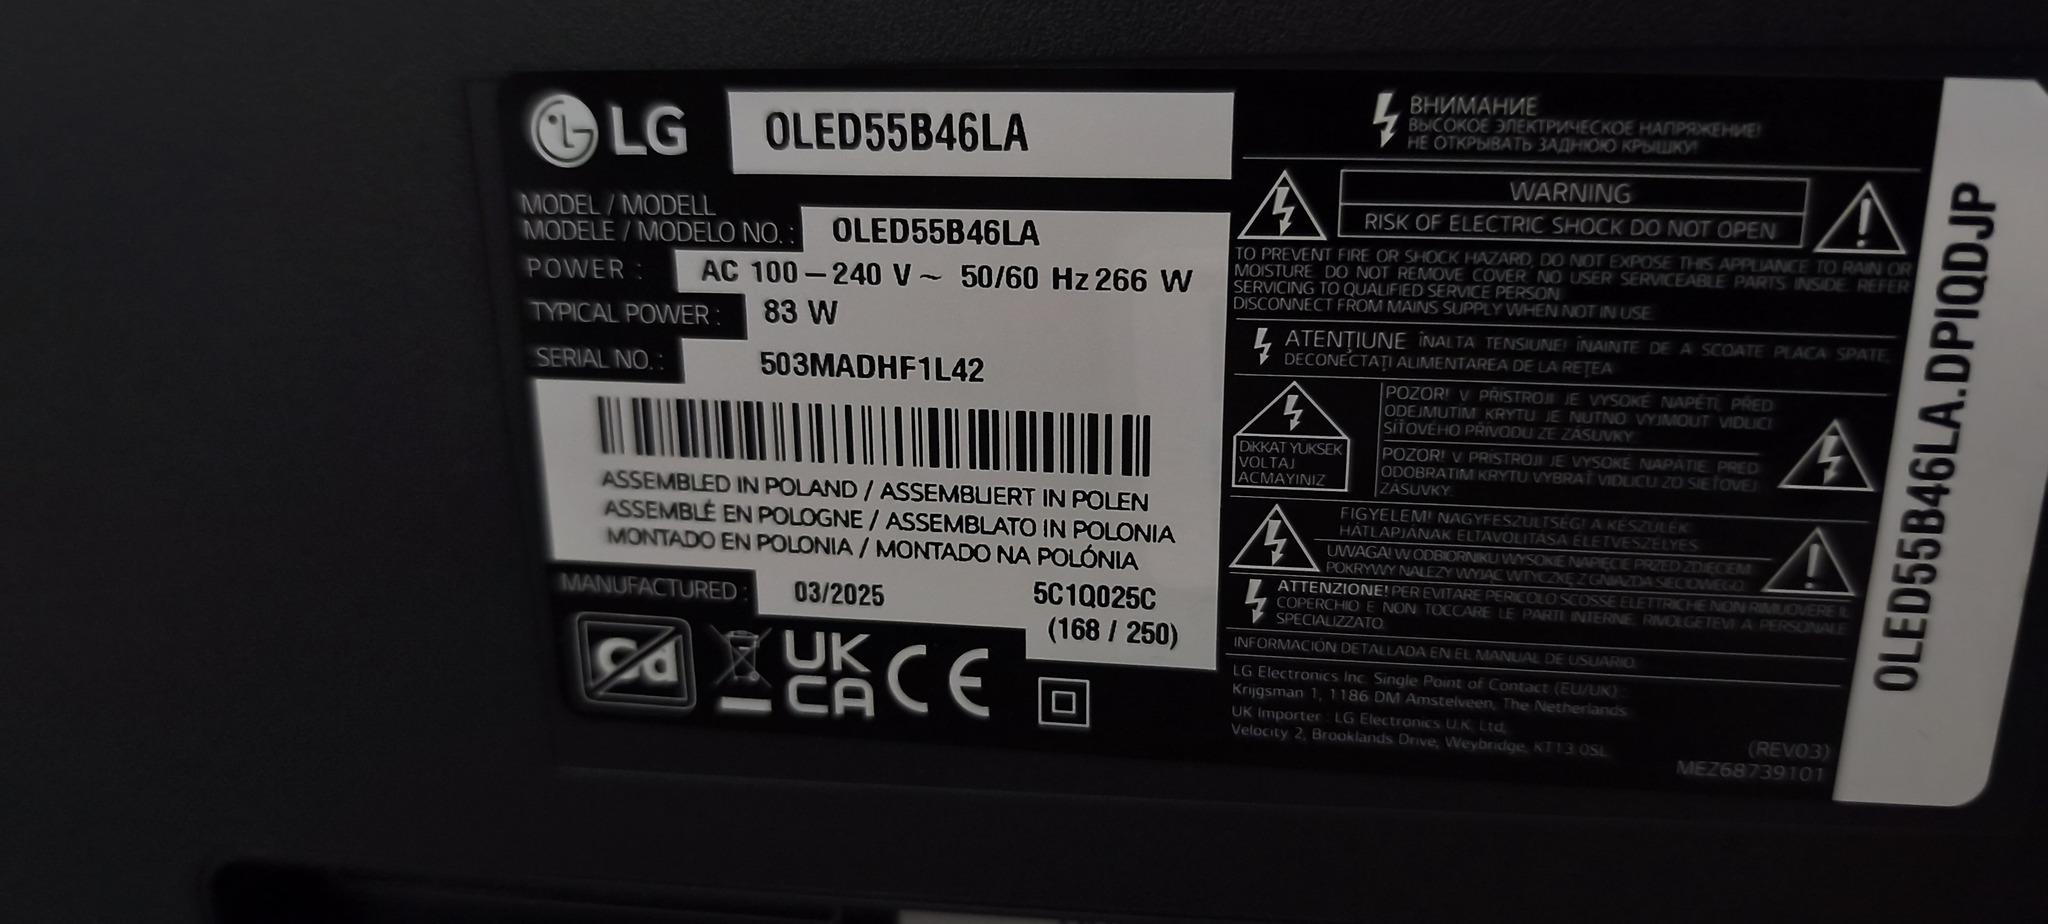 LG OLED55B46LA
MODEL / MODELL
MODELE / MODELO NO. : OLED55B46LA
POWER : AC 100 – 240 V ~ 50/60 Hz 266 W
TYPICAL POWER : 83 W
SERIAL NO. : 503MADHF1L42
ASSEMBLED IN POLAND / ASSEMBLIERT IN POLEN
ASSEMBLÉ EN POLOGNE / ASSEMBLATO IN POLONIA
MONTADO EN POLONIA / MONTADO NA POLÓNIA
MANUFACTURED : 03/2025 5C1Q025C
(168 / 250)
Cd
UK
CA
CE
ВНИМАНИЕ
ВЫСОКОЕ ЭЛЕКТРИЧЕСКОЕ НАПРЯЖЕНИЕ!
НЕ ОТКРЫВАТЬ ЗАДНЮЮ КРЫШКУ!
WARNING
RISK OF ELECTRIC SHOCK DO NOT OPEN
TO PREVENT FIRE OR SHOCK HAZARD, DO NOT EXPOSE THIS APPLIANCE TO RAIN OR
MOISTURE. DO NOT REMOVE COVER. NO USER SERVICEABLE PARTS INSIDE. REFER
SERVICING TO QUALIFIED SERVICE PERSON.
DISCONNECT FROM MAINS SUPPLY WHEN NOT IN USE.
ATENȚIUNE ÎNALTA TENSIUNE! ÎNAINTE DE A SCOATE PLACA SPATE,
DECONECTAȚI ALIMENTAREA DE LA REȚEA
DİKKAT YUKSEK
VOLTAJ
ACMAYINIZ
POZOR! V PŘÍSTROJI JE VYSOKÉ NAPĚTÍ, PŘED
ODEJMUTÍM KRYTU JE NUTNO VYJMOUT VIDLICI
SÍŤOVÉHO PŘÍVODU ZE ZÁSUVKY.
POZOR! V PRÍSTROJI JE VYSOKÉ NAPÄTIE, PRED
ODOBRATIM KRYTU VYBRAŤ VIDLICU ZO SIEŤOVEJ
ZÁSUVKY.
FIGYELEM! NAGYFESZÜLTSÉG! A KÉSZÜLÉK
HÁTLAPJÁNAK ELTÁVOLÍTÁSA ÉLETVESZÉLYES
UWAGA! W ODBIORNIKU WYSOKIE NAPIĘCIE PRZED ZDJĘCIEM
POKRYWY NALEŻY WYJĄĆ WTYCZKĘ Z GNIAZDA SIECIOWEGO.
ATTENZIONE! PER EVITARE PERICOLO SCOSSE ELETTRICHE NON RIMUOVERE IL
COPERCHIO E NON TOCCARE LE PARTI INTERNE. RIVOLGETEVI A PERSONALE
SPECIALIZZATO.
INFORMACIÓN DETALLADA EN EL MANUAL DE USUARIO.
LG Electronics Inc. Single Point of Contact (EU/UK) :
Krijgsman 1, 1186 DM Amstelveen, The Netherlands
UK Importer : LG Electronics U.K. Ltd,
Velocity 2, Brooklands Drive, Weybridge, KT13 0SL
(REV03)
MEZ68739101
OLED55B46LA.DPIQDJP